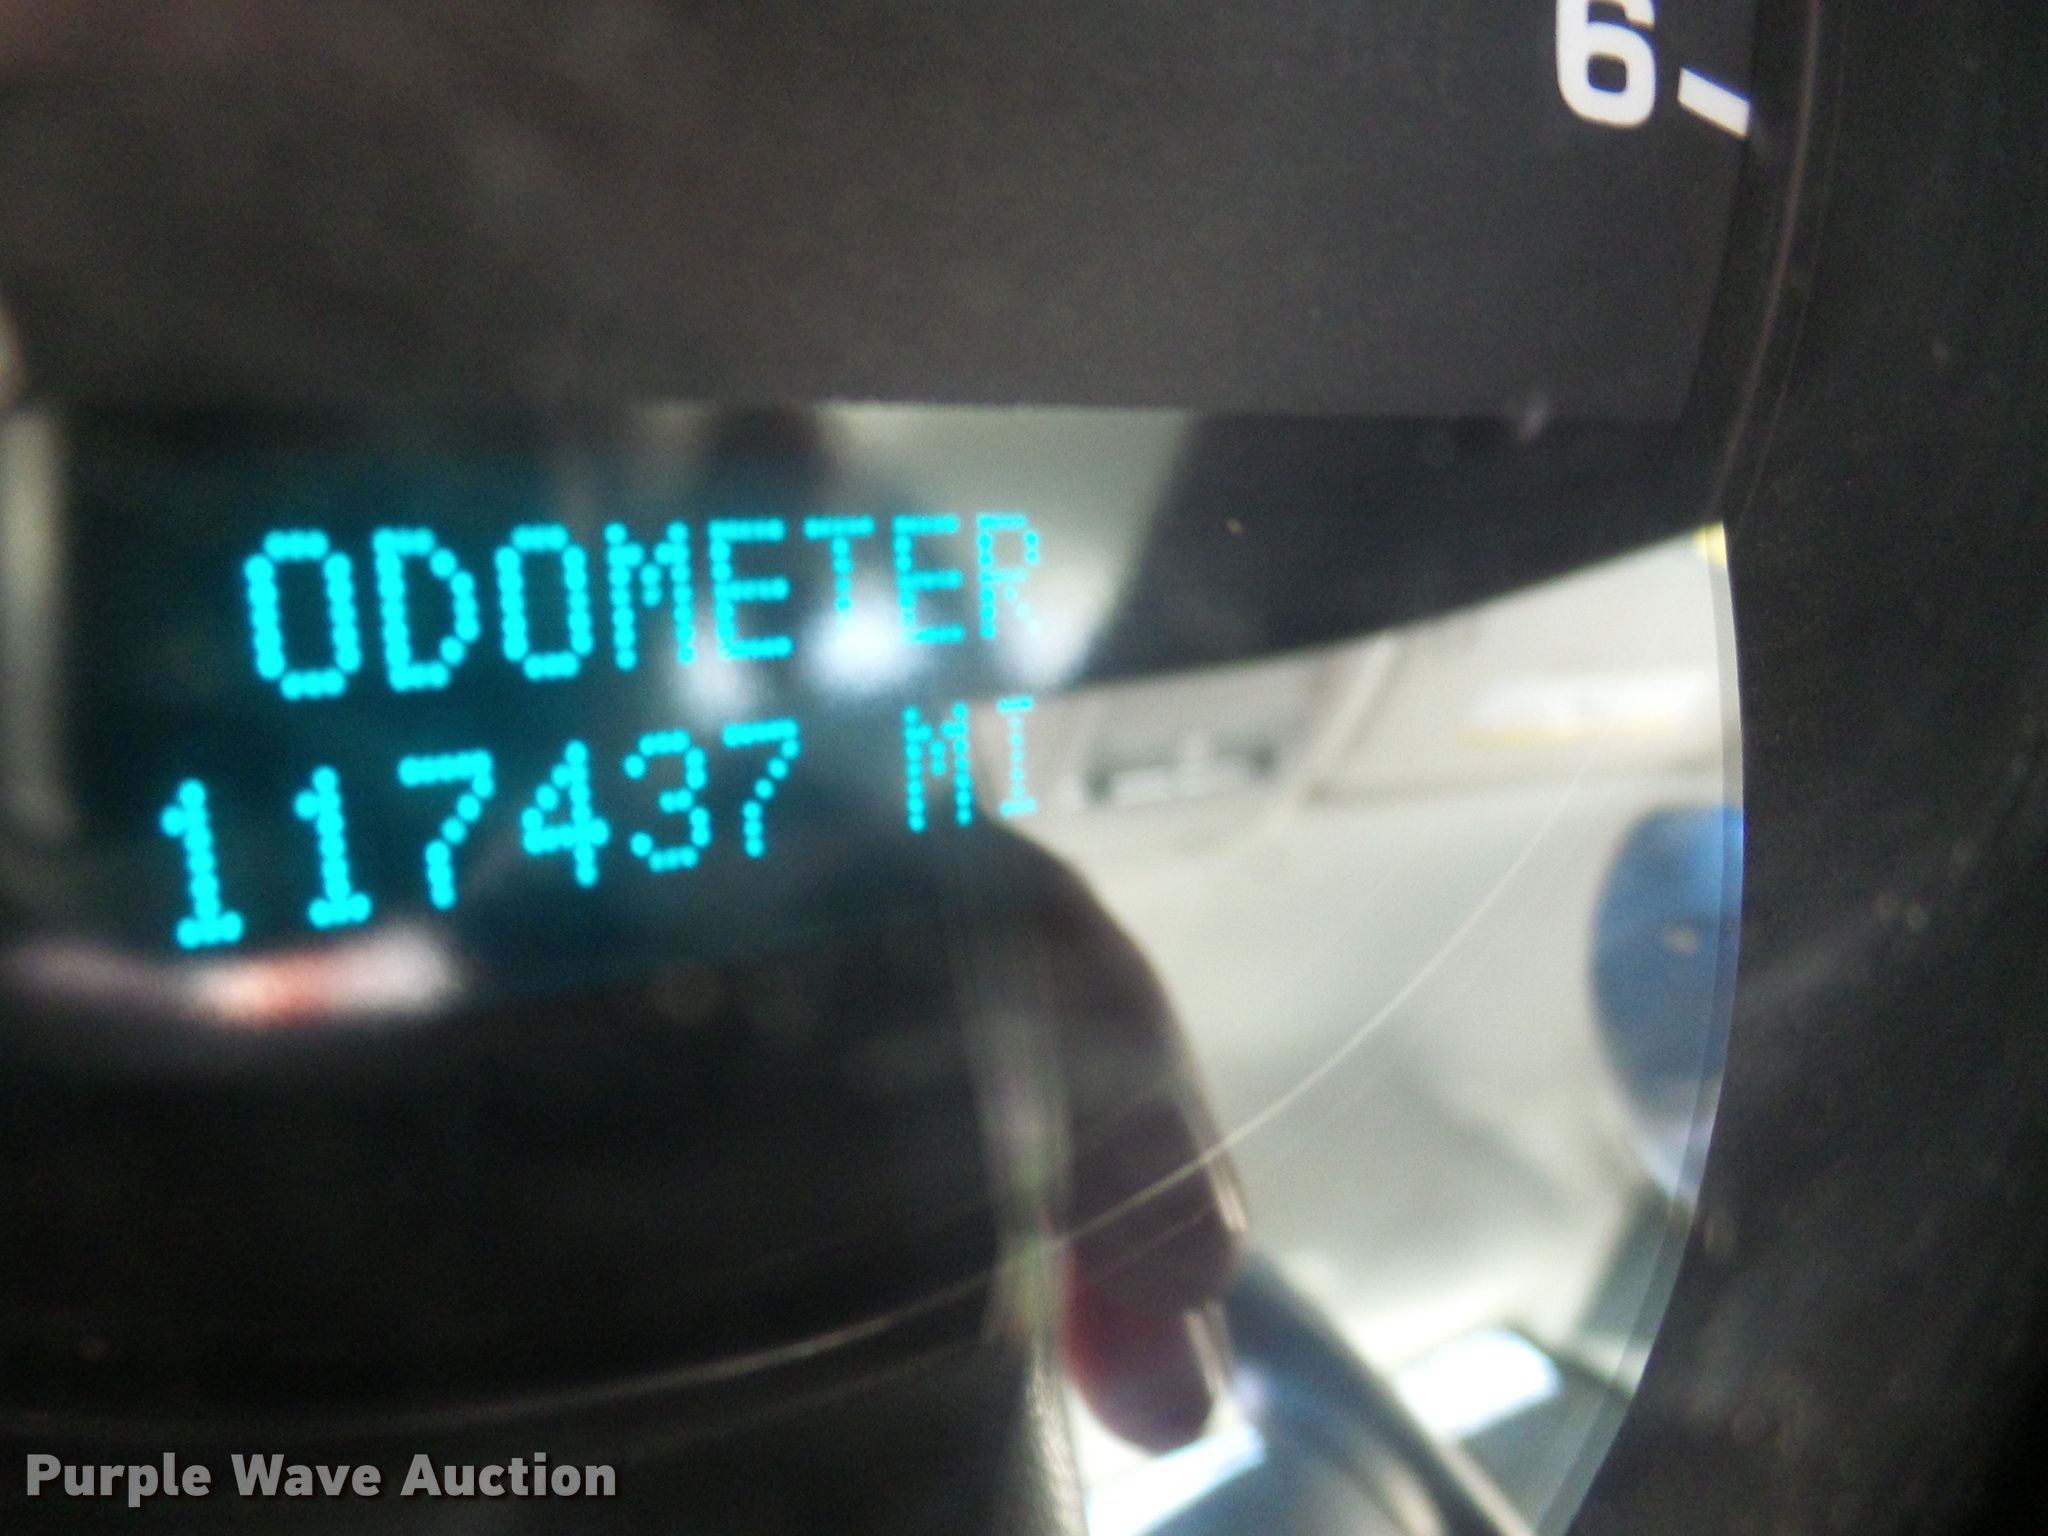 6
ODOMETER
117437 MI
Purple Wave Auction